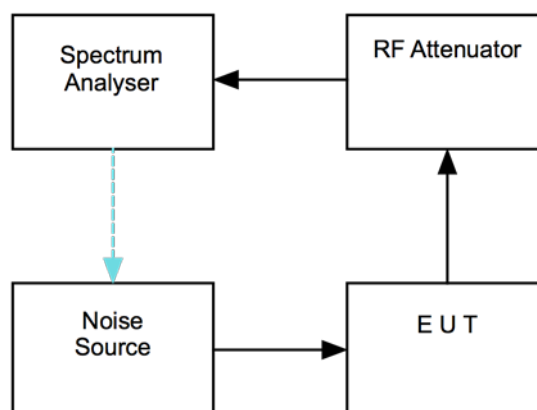 Spectrum
Analyser
RF Attenuator
Noise
Source
E U T